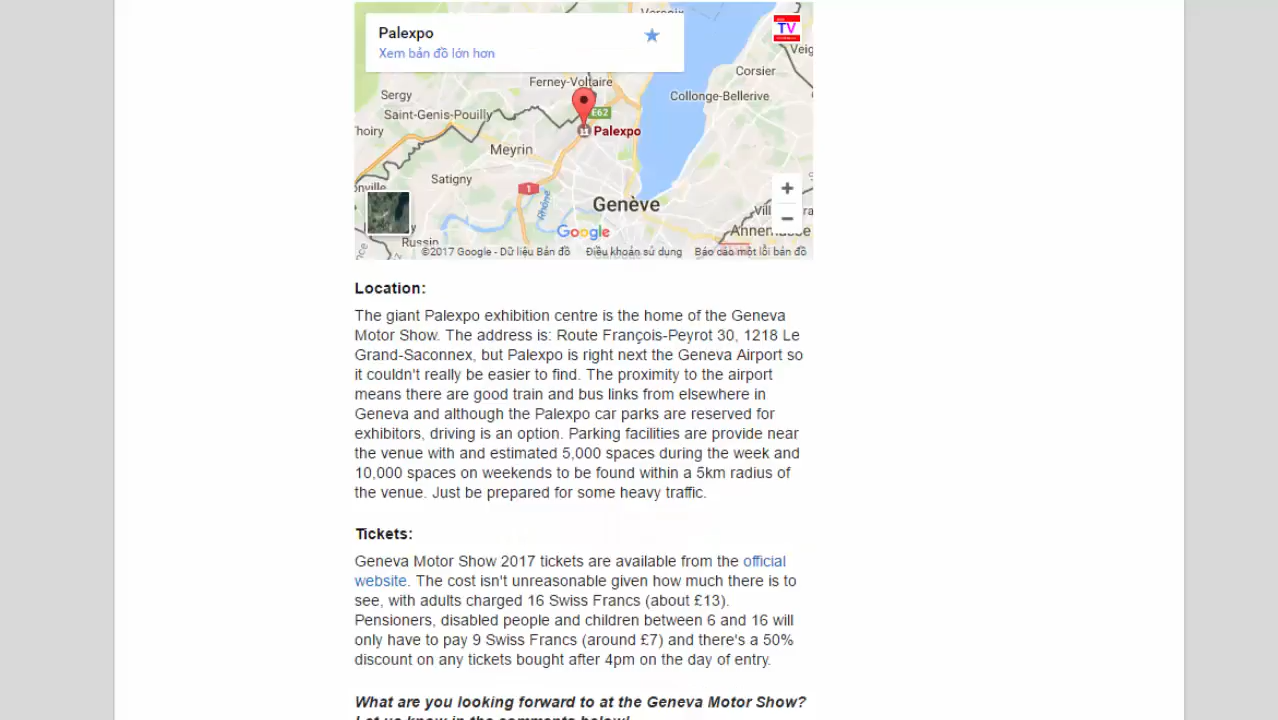 Versoix
Palexpo
Xem bản đồ lớn hơn
TV
Veig
Corsier
Ferney-Voltaire
Collonge-Bellerive
Sergy
E62
Saint-Genis-Pouilly
Thoiry
Palexpo
Meyrin
Satigny
1
Rhône
Genève
Google
Russin
©2017 Google - Dữ liệu Bản đồ Điều khoản sử dụng Báo cáo một lỗi bản đồ
Location:
The giant Palexpo exhibition centre is the home of the Geneva
Motor Show. The address is: Route François-Peyrot 30, 1218 Le
Grand-Saconnex, but Palexpo is right next the Geneva Airport so
it couldn't really be easier to find. The proximity to the airport
means there are good train and bus links from elsewhere in
Geneva and although the Palexpo car parks are reserved for
exhibitors, driving is an option. Parking facilities are provide near
the venue with and estimated 5,000 spaces during the week and
10,000 spaces on weekends to be found within a 5km radius of
the venue. Just be prepared for some heavy traffic.
Tickets:
Geneva Motor Show 2017 tickets are available from the official
website. The cost isn't unreasonable given how much there is to
see, with adults charged 16 Swiss Francs (about £13).
Pensioners, disabled people and children between 6 and 16 will
only have to pay 9 Swiss Francs (around £7) and there's a 50%
discount on any tickets bought after 4pm on the day of entry.
What are you looking forward to at the Geneva Motor Show?
Let us know in the comments below!